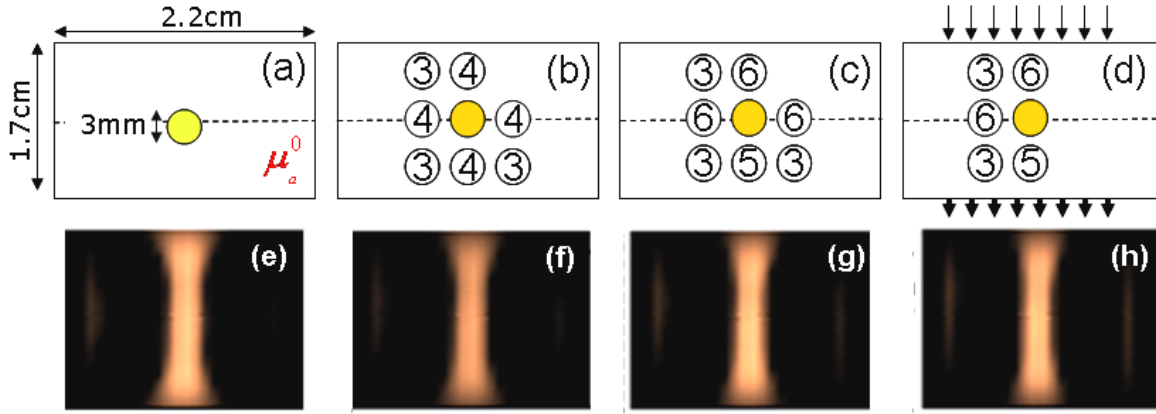 2.2cm
1.7cm
3mm
(a)
μₐ⁰
(b)
3 4
4 4
3 4 3
(c)
3 6
6 6
3 5 3
(d)
3 6
6
3 5
(e)
(f)
(g)
(h)